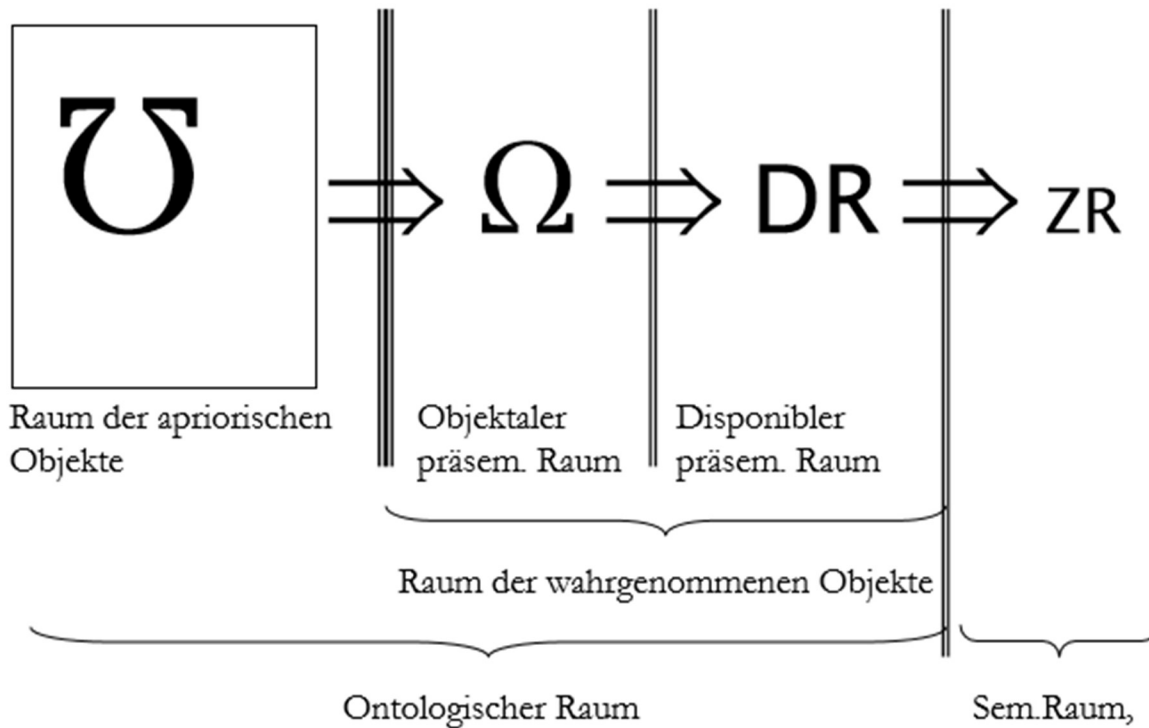 ℧ ⇒ Ω ⇒ DR ⇒ ZR
Raum der apriorischen
Objekte
Objektaler
präsem. Raum
Disponibler
präsem. Raum
Raum der wahrgenommenen Objekte
Ontologischer Raum
Sem.Raum,